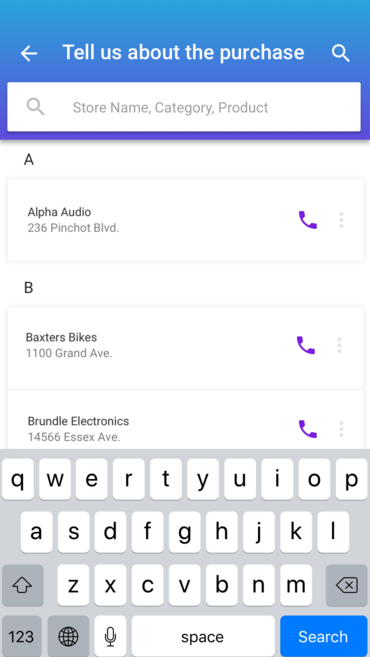 Tell us about the purchase
Store Name, Category, Product
A
Alpha Audio
236 Pinchot Blvd.
B
Baxters Bikes
1100 Grand Ave.
Brundle Electronics
14566 Essex Ave.
q w e r t y u i o p
a s d f g h j k l
z x c v b n m
123 space Search